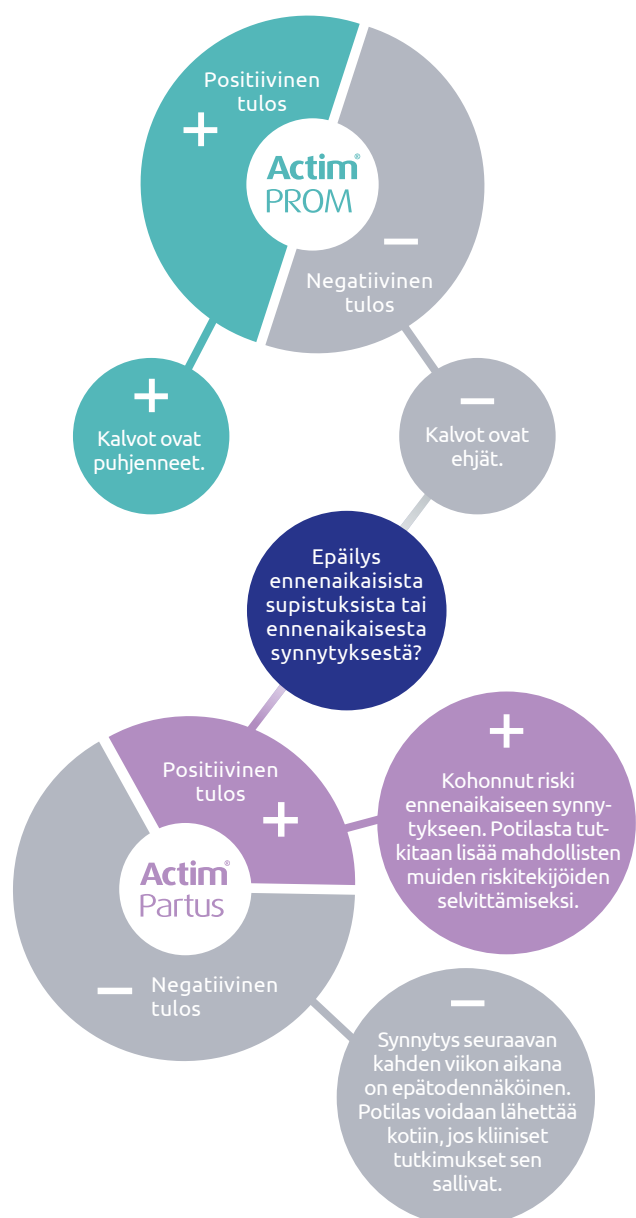 Positiivinen
tulos
+
Actim®
PROM
–
Negatiivinen
tulos
+
Kalvot ovat
puhjenneet.
–
Kalvot ovat
ehjät.
Epäilys
ennenaikaisista
supistuksista tai
ennenaikaisesta
synnytyksestä?
Positiivinen
tulos
+
Actim®
Partus
–
Negatiivinen
tulos
+
Kohonnut riski
ennenaikaiseen synny-
tykseen. Potilasta tut-
kitaan lisää mahdollisten
muiden riskitekijöiden
selvittämiseksi.
–
Synnytys seuraavan
kahden viikon aikana
on epätodennäköinen.
Potilas voidaan lähettää
kotiin, jos kliiniset
tutkimukset sen
sallivat.